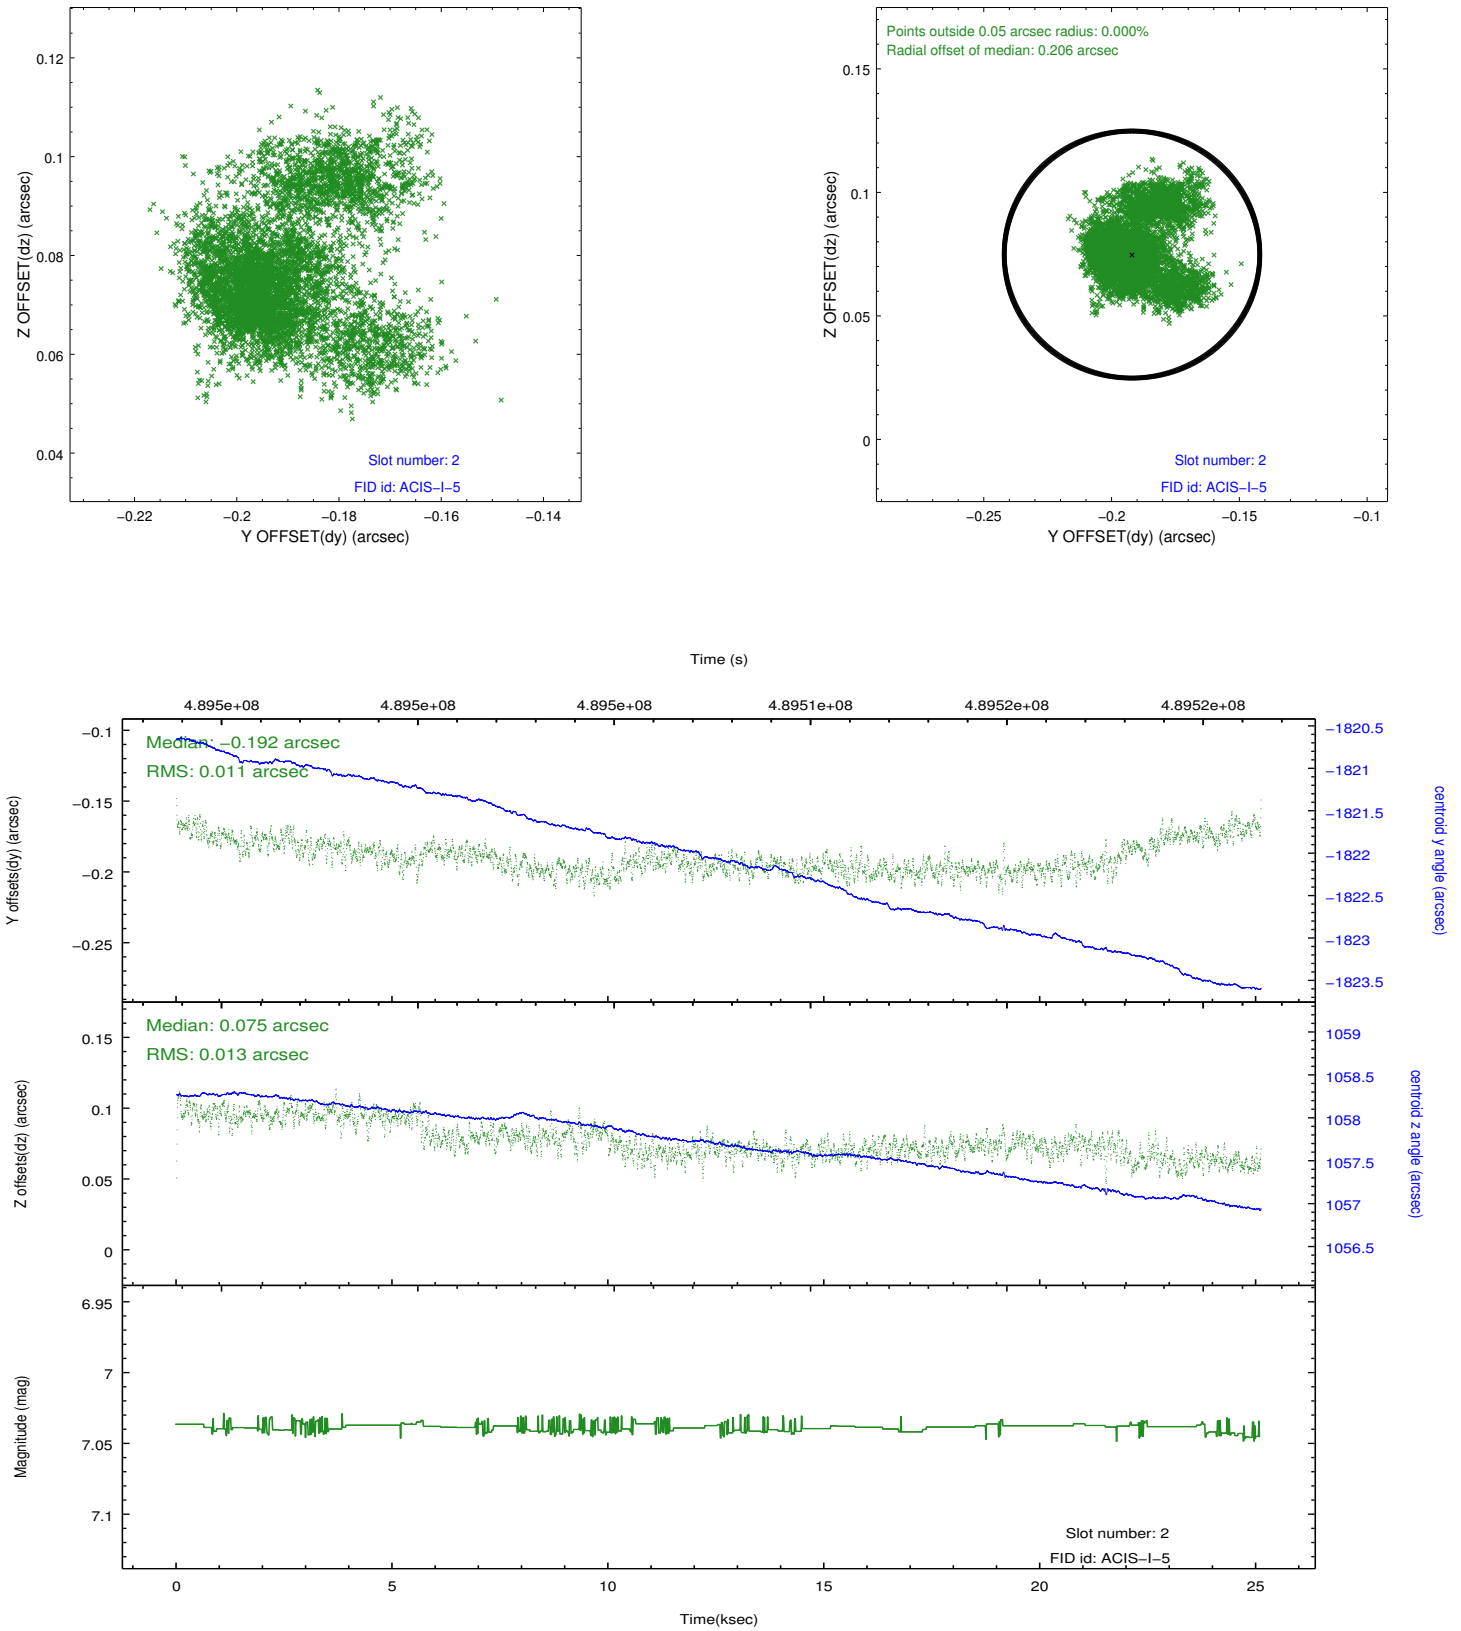 0.12
0.1
0.08
0.06
0.04
Z OFFSET(dz) (arcsec)
Slot number: 2
FID id: ACIS−I−5
−0.22 −0.2 −0.18 −0.16 −0.14
Y OFFSET(dy) (arcsec)
Points outside 0.05 arcsec radius: 0.000%
Radial offset of median: 0.206 arcsec
0.15
0.1
0.05
0
Z OFFSET(dz) (arcsec)
Slot number: 2
FID id: ACIS−I−5
−0.25 −0.2 −0.15 −0.1
Y OFFSET(dy) (arcsec)
Time (s)
4.895e+08 4.895e+08 4.895e+08 4.8951e+08 4.8952e+08 4.8952e+08
Median: −0.192 arcsec
RMS: 0.011 arcsec
−0.1
−0.15
−0.2
−0.25
Y offsets(dy) (arcsec)
−1820.5
−1821
−1821.5
−1822
−1822.5
−1823
−1823.5
centroid y angle (arcsec)
Median: 0.075 arcsec
RMS: 0.013 arcsec
0.15
0.1
0.05
0
Z offsets(dz) (arcsec)
1059
1058.5
1058
1057.5
1057
1056.5
centroid z angle (arcsec)
6.95
7
7.05
7.1
Magnitude (mag)
Slot number: 2
FID id: ACIS−I−5
0 5 10 15 20 25
Time(ksec)